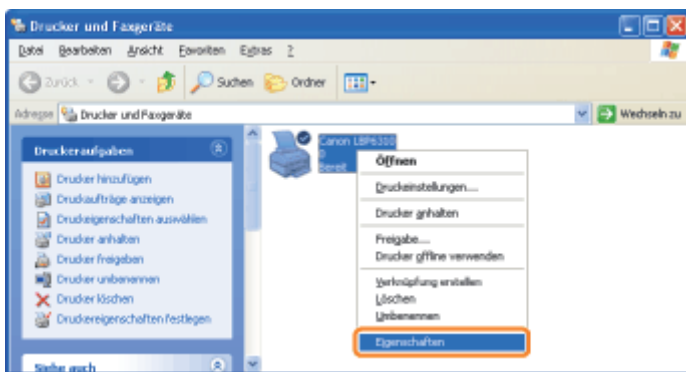 Drucker und Faxgeräte
Datei Bearbeiten Ansicht Favoriten Extras ?
Zurück Suchen Ordner
Adresse Drucker und Faxgeräte Wechseln zu
Druckeraufgaben
Drucker hinzufügen
Druckaufträge anzeigen
Druckeigenschaften auswählen
Drucker anhalten
Drucker freigeben
Drucker umbenennen
Drucker löschen
Druckereigenschaften festlegen
Siehe auch
Canon LBP6300
0
Bereit
Öffnen
Druckeinstellungen...
Drucker anhalten
Freigabe...
Drucker offline verwenden
Verknüpfung erstellen
Löschen
Umbenennen
Eigenschaften